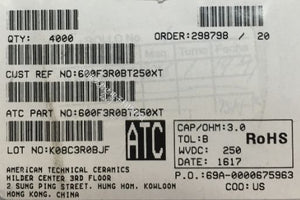 QTY: 4000 ORDER:298798 / 20
CUST REF NO:600F3R0BT250XT
ATC PART NO:600F3R0BT250XT
LOT NO:K08C3R0BJF
ATC
CAP/OHM:3.0
TOL:B
WVDC: 250
DATE: 1617
RoHS
P.O.:69A-0000675963
COO: US
AMERICAN TECHNICAL CERAMICS
MILDER CENTER 3RD FLOOR
2 SUNG PING STREET. HUNG HOM. KOWLOON
HONG KONG. CHINA